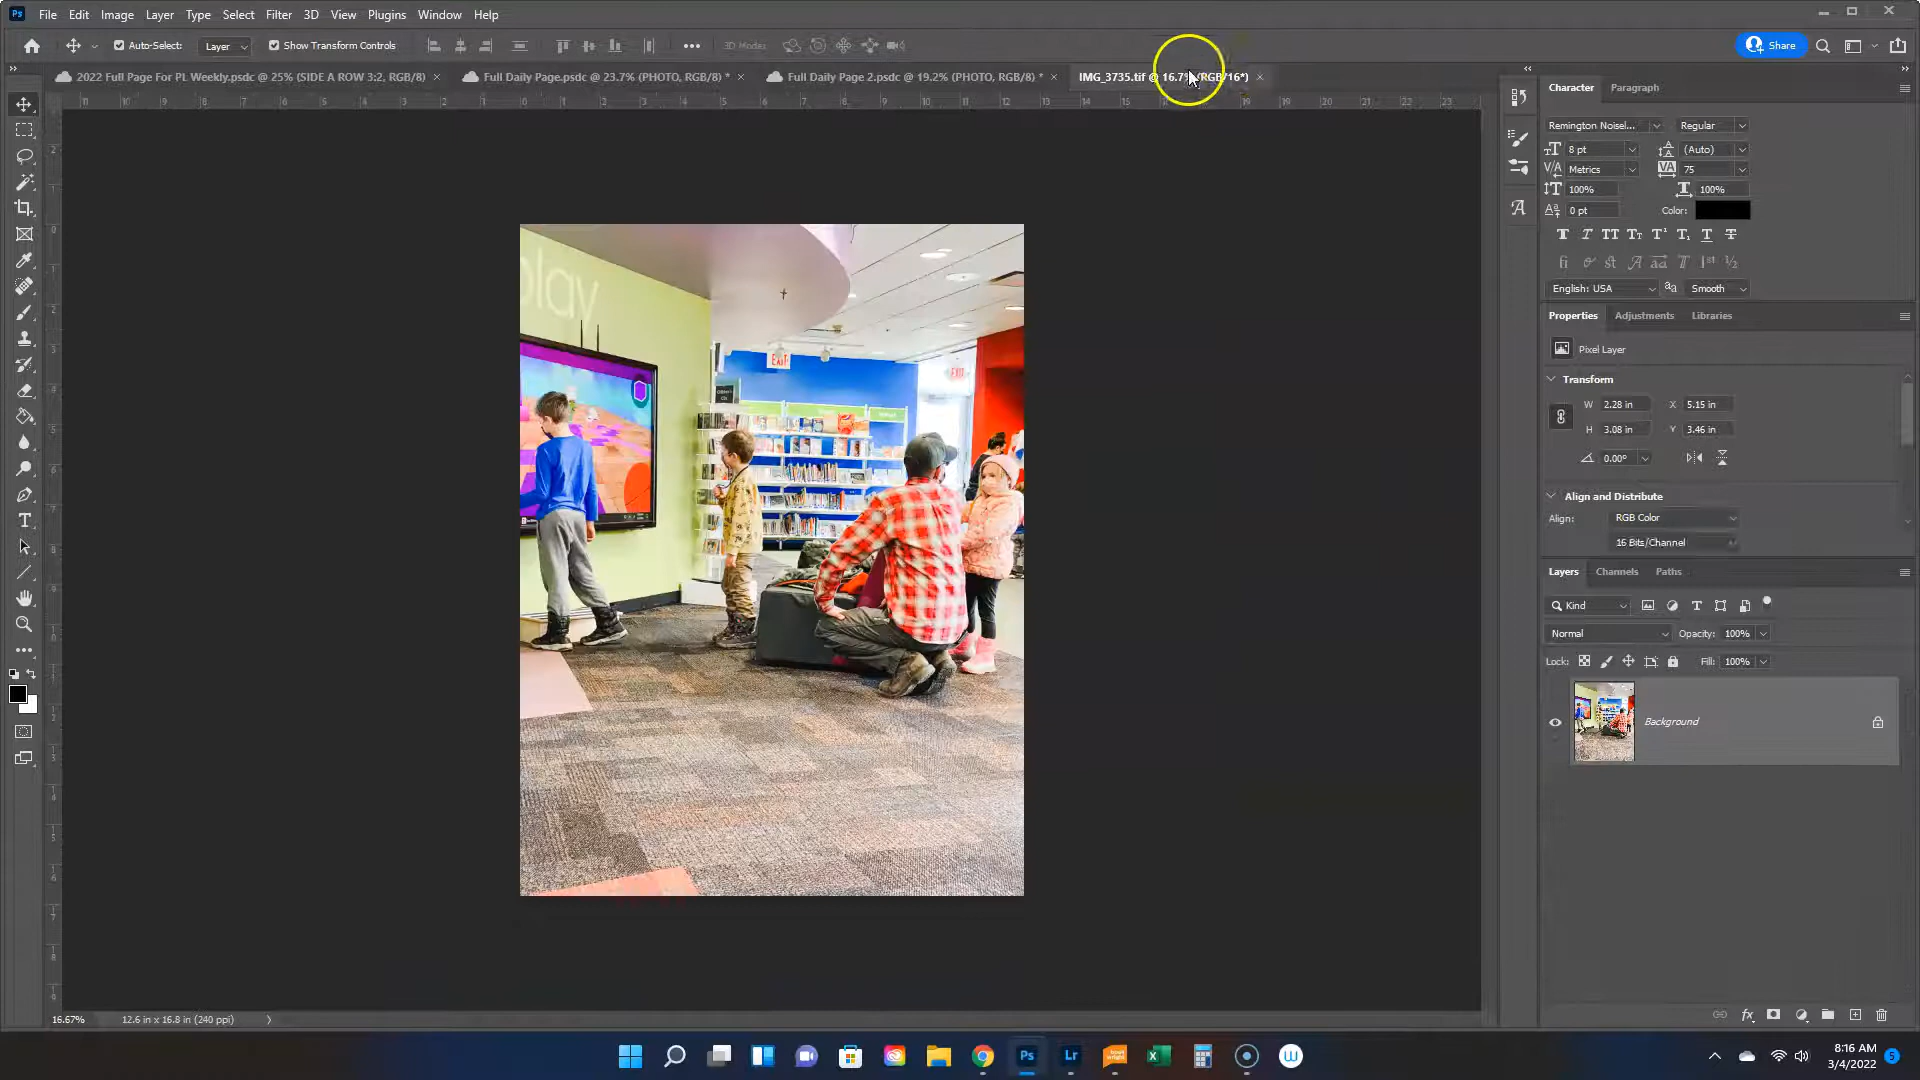 Ps File Edit Image Layer Type Select Filter 3D View Plugins Window Help
Auto-Select: Layer Show Transform Controls 3D Mode: Share
2022 Full Page For PL Weekly.psdc @ 25% (SIDE A ROW 3:2, RGB/8) × Full Daily Page.psdc @ 23.7% (PHOTO, RGB/8) * × Full Daily Page 2.psdc @ 19.2% (PHOTO, RGB/8) * × IMG_3735.tif @ 16.7% (RGB/16*) ×
Character Paragraph
Remington Noisel... Regular
8 pt (Auto)
Metrics 75
100% 100%
0 pt Color:
English: USA Smooth
Properties Adjustments Libraries
Pixel Layer
Transform
W 2.28 in X 5.15 in
H 3.08 in Y 3.46 in
0.00°
Align and Distribute
Align: RGB Color
16 Bits/Channel
Layers Channels Paths
Kind
Normal Opacity: 100%
Lock: Fill: 100%
Background
play
EXIT
EXIT
16.67% 12.6 in x 16.8 in (240 ppi)
Ps Lr
8:16 AM
3/4/2022
5